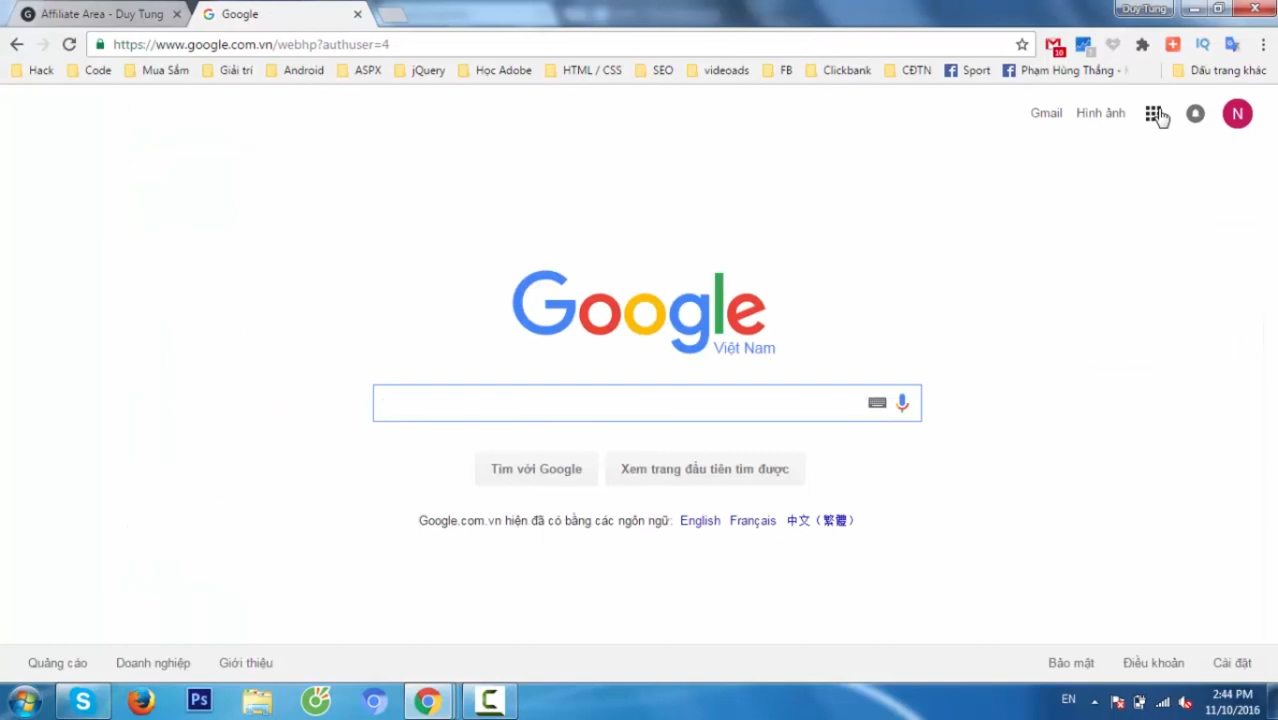 Affiliate Area - Duy Tung
Google
Duy Tung
https://www.google.com.vn/webhp?authuser=4
10
Hack
Code
Mua Sắm
Giải trí
Android
ASPX
jQuery
Học Adobe
HTML / CSS
SEO
videoads
FB
Clickbank
CĐTN
Sport
Phạm Hùng Thắng -
Dấu trang khác
Gmail
Hình ảnh
N
Google
Việt Nam
Tìm với Google
Xem trang đầu tiên tìm được
Google.com.vn hiện đã có bằng các ngôn ngữ: English Français 中文（繁體）
Quảng cáo
Doanh nghiệp
Giới thiệu
Bảo mật
Điều khoản
Cài đặt
EN
2:44 PM
11/10/2016